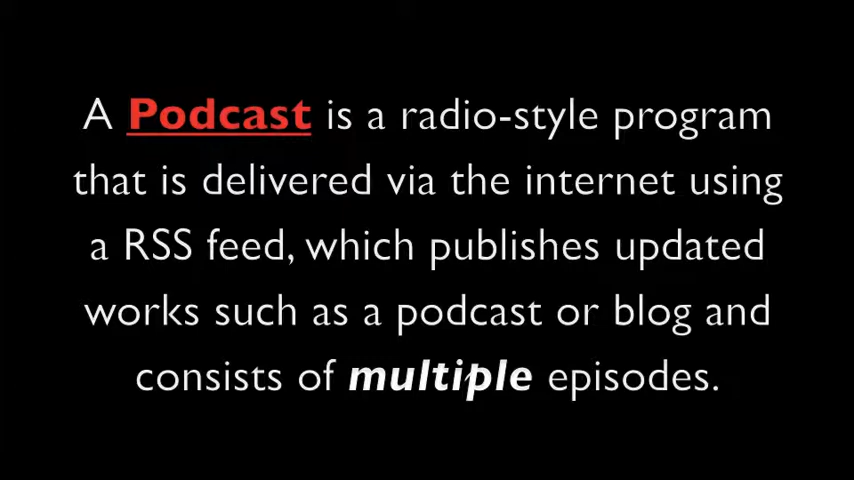 A Podcast is a radio-style program
that is delivered via the internet using
a RSS feed, which publishes updated
works such as a podcast or blog and
consists of multiple episodes.